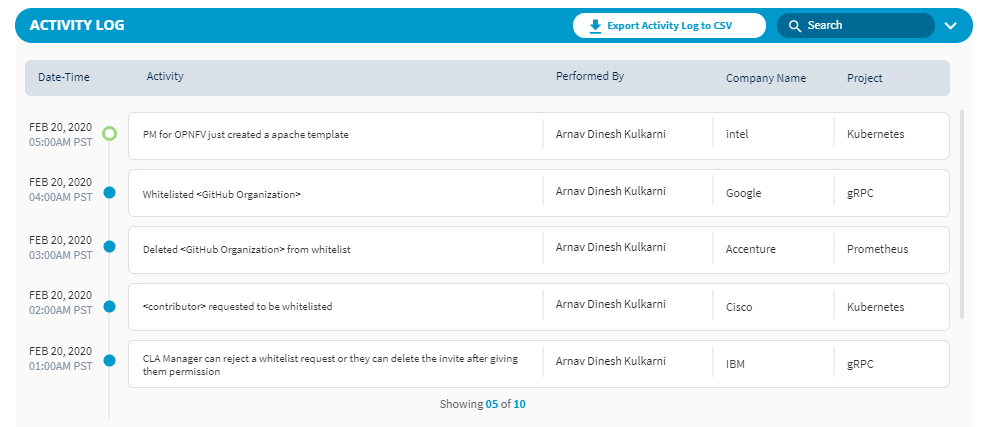 ACTIVITY LOG
Export Activity Log to CSV
Search
Date-Time
Activity
Performed By
Company Name
Project
FEB 20, 2020
05:00AM PST
PM for OPNFV just created a apache template
Arnav Dinesh Kulkarni
intel
Kubernetes
FEB 20, 2020
04:00AM PST
Whitelisted <GitHub Organization>
Arnav Dinesh Kulkarni
Google
gRPC
FEB 20, 2020
03:00AM PST
Deleted <GitHub Organization> from whitelist
Arnav Dinesh Kulkarni
Accenture
Prometheus
FEB 20, 2020
02:00AM PST
<contributor> requested to be whitelisted
Arnav Dinesh Kulkarni
Cisco
Kubernetes
FEB 20, 2020
01:00AM PST
CLA Manager can reject a whitelist request or they can delete the invite after giving
them permission
Arnav Dinesh Kulkarni
IBM
gRPC
Showing 05 of 10